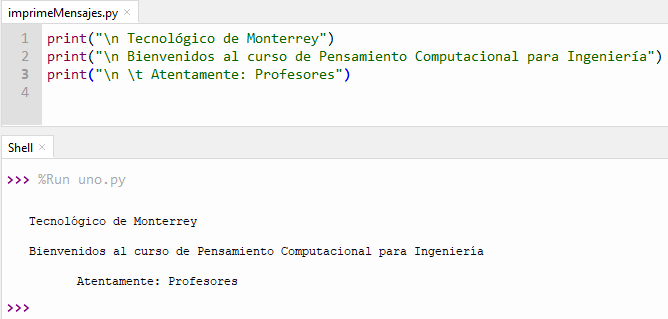 imprimeMensajes.py ×
1 print("\n Tecnológico de Monterrey")
2 print("\n Bienvenidos al curso de Pensamiento Computacional para Ingeniería")
3 print("\n \t Atentamente: Profesores")
4
Shell ×
>>> %Run uno.py
Tecnológico de Monterrey
Bienvenidos al curso de Pensamiento Computacional para Ingeniería
Atentamente: Profesores
>>>